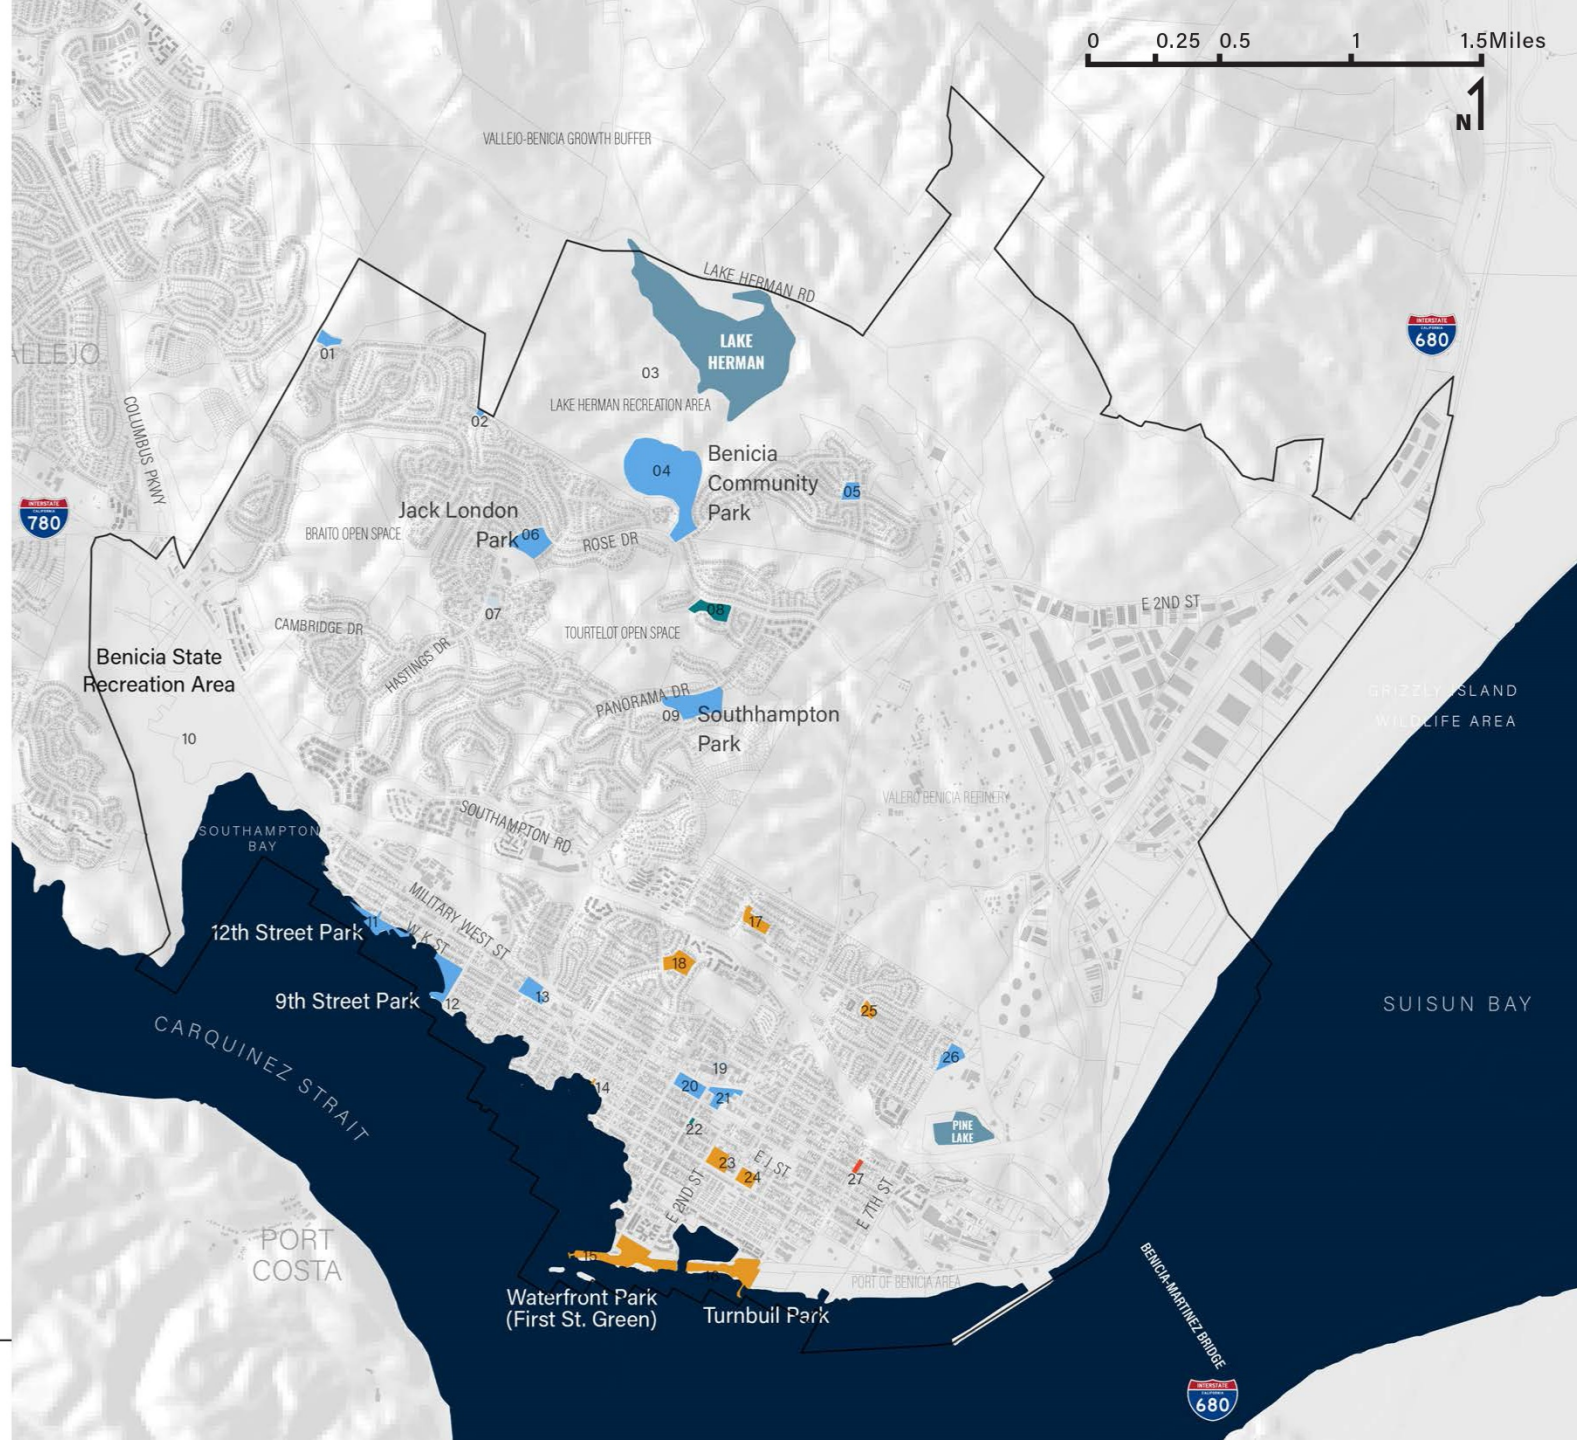 0 0.25 0.5 1 1.5Miles
N
VALLEJO-BENICIA GROWTH BUFFER
LAKE HERMAN RD
INTERSTATE
CALIFORNIA
680
LAKE
HERMAN
01
ALLEJO
03
LAKE HERMAN RECREATION AREA
02
COLUMBUS PKWY
Benicia
Community
Park
04
05
INTERSTATE
CALIFORNIA
780
Jack London
Park
06
BRAITO OPEN SPACE
ROSE DR
07
08
E 2ND ST
CAMBRIDGE DR
TOURTELOT OPEN SPACE
HASTINGS DR
Benicia State
Recreation Area
PANORAMA DR
09
Southhampton
Park
GRIZZLY ISLAND
WILDLIFE AREA
10
VALERO BENICIA REFINERY
SOUTHAMPTON RD
SOUTHAMPTON
BAY
MILITARY WEST ST
W K ST
11
12th Street Park
17
18
9th Street Park
12
13
25
SUISUN BAY
CARQUINEZ STRAIT
26
19
20
21
14
22
PINE
LAKE
23
24
E I ST
27
E 2ND ST
E 7TH ST
PORT
COSTA
15
16
PORT OF BENICIA AREA
Waterfront Park
(First St. Green)
Turnbull Park
BENICIA-MARTINEZ BRIDGE
INTERSTATE
CALIFORNIA
680